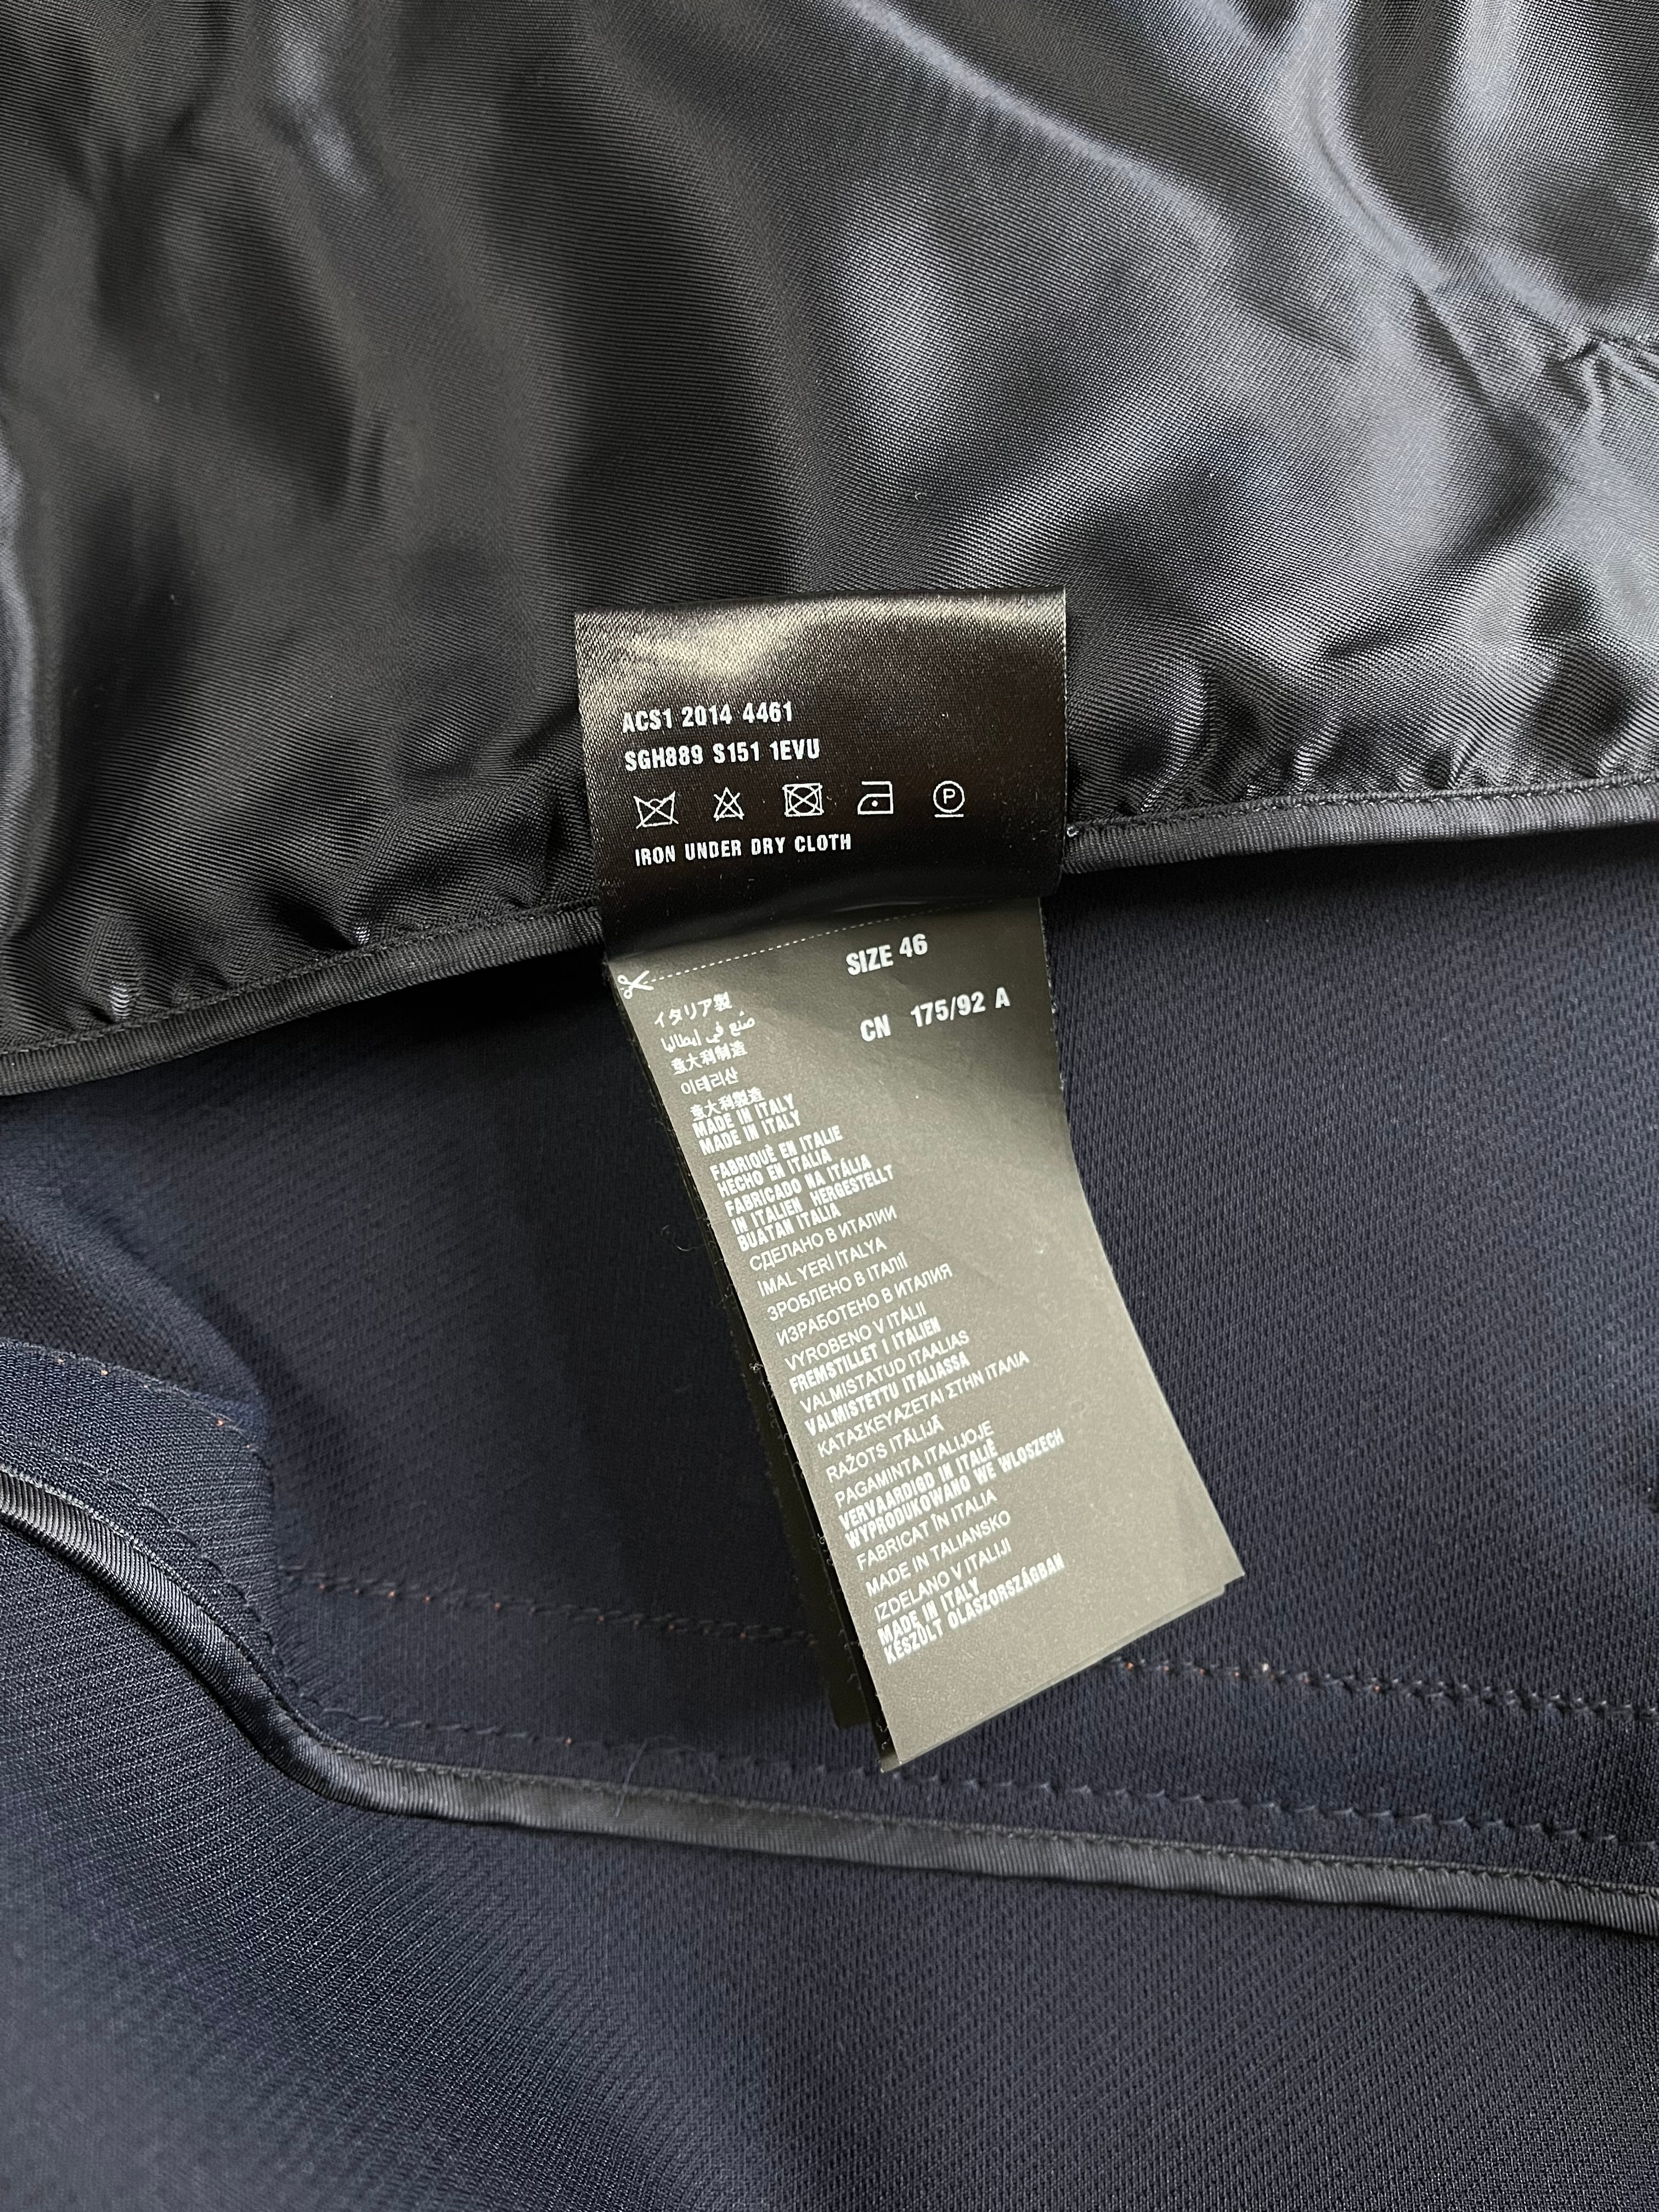 ACS1 2014 4461
SGH889 S151 1EVU
P
IRON UNDER DRY CLOTH
SIZE 46
CN 175/92 A
イタリア製
صنع في إيطاليا
意大利制造
이태리산
意大利製造
MADE IN ITALY
MADE IN ITALY
FABRIQUÉ EN ITALIE
HECHO EN ITALIA
FABRICADO NA ITÁLIA
IN ITALIEN HERGESTELLT
BUATAN ITALIA
СДЕЛАНО В ИТАЛИИ
İMAL YERİ İTALYA
ЗРОБЛЕНО В ІТАЛІЇ
ИЗРАБОТЕНО В ИТАЛИЯ
VYROBENO V ITÁLII
FREMSTILLET I ITALIEN
VALMISTATUD ITAALIAS
VALMISTETTU ITALIASSA
ΚΑΤΑΣΚΕΥΑΖΕΤΑΙ ΣΤΗΝ ΙΤΑΛΙΑ
RAŽOTS ITĀLIJĀ
PAGAMINTA ITALIJOJE
VERVAARDIGD IN ITALIË
WYPRODUKOWANO WE WLOSZECH
FABRICAT ÎN ITALIA
MADE IN TALIANSKO
IZDELANO V ITALIJI
MADE IN ITALY
KÉSZÜLT OLASZORSZÁGBAN